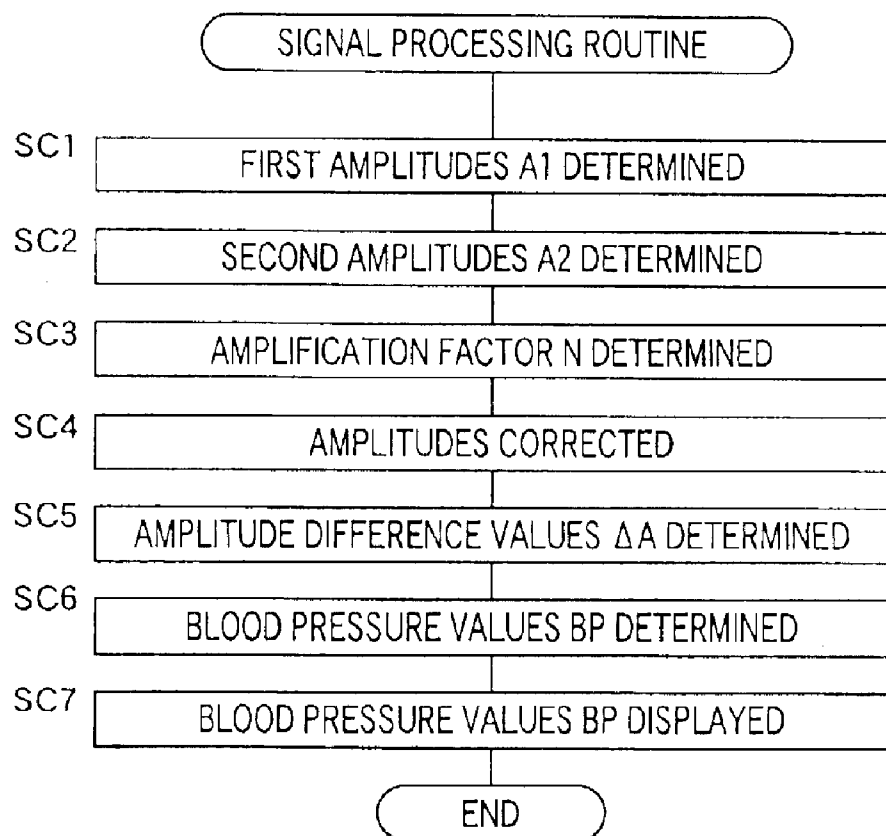 SIGNAL PROCESSING ROUTINE
SC1
FIRST AMPLITUDES A1 DETERMINED
SC2
SECOND AMPLITUDES A2 DETERMINED
SC3
AMPLIFICATION FACTOR N DETERMINED
SC4
AMPLITUDES CORRECTED
SC5
AMPLITUDE DIFFERENCE VALUES ΔA DETERMINED
SC6
BLOOD PRESSURE VALUES BP DETERMINED
SC7
BLOOD PRESSURE VALUES BP DISPLAYED
END